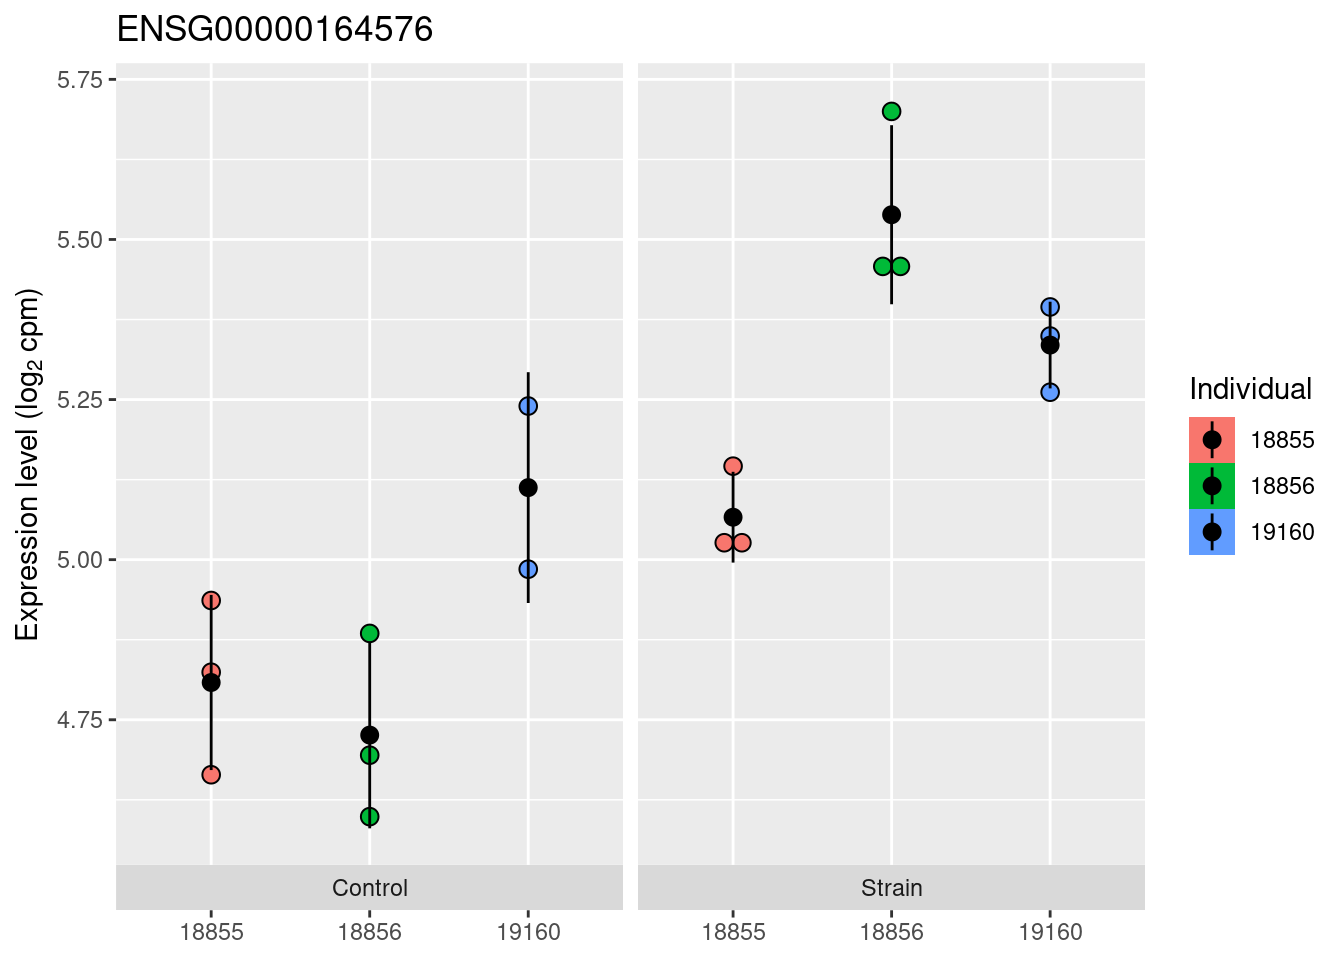 ENSG00000164576
Expression level (log₂ cpm)
5.75
5.50
5.25
5.00
4.75
Control
Strain
18855
18856
19160
18855
18856
19160
Individual
18855
18856
19160